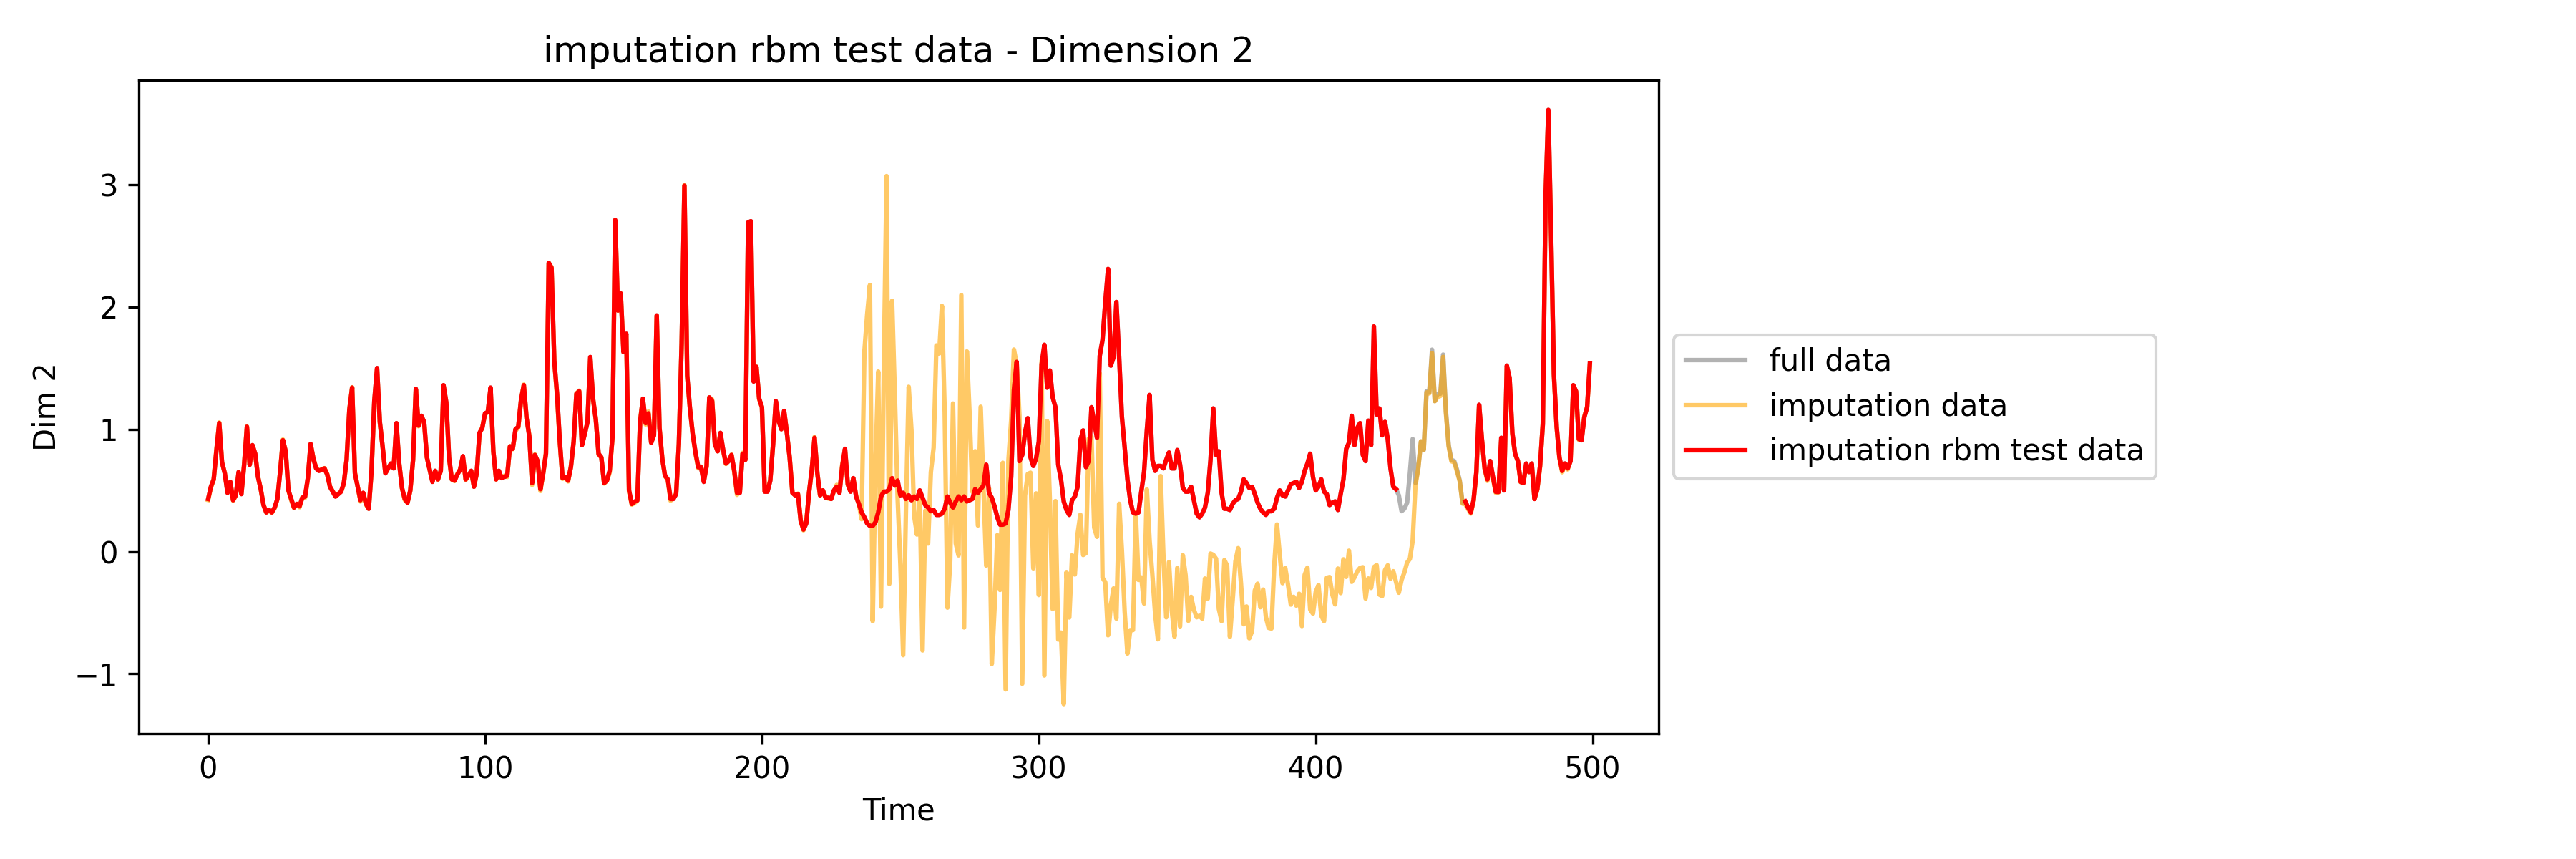 imputation rbm test data - Dimension 2
3
2
1
0
−1
Dim 2
0 100 200 300 400 500
Time
full data
imputation data
imputation rbm test data